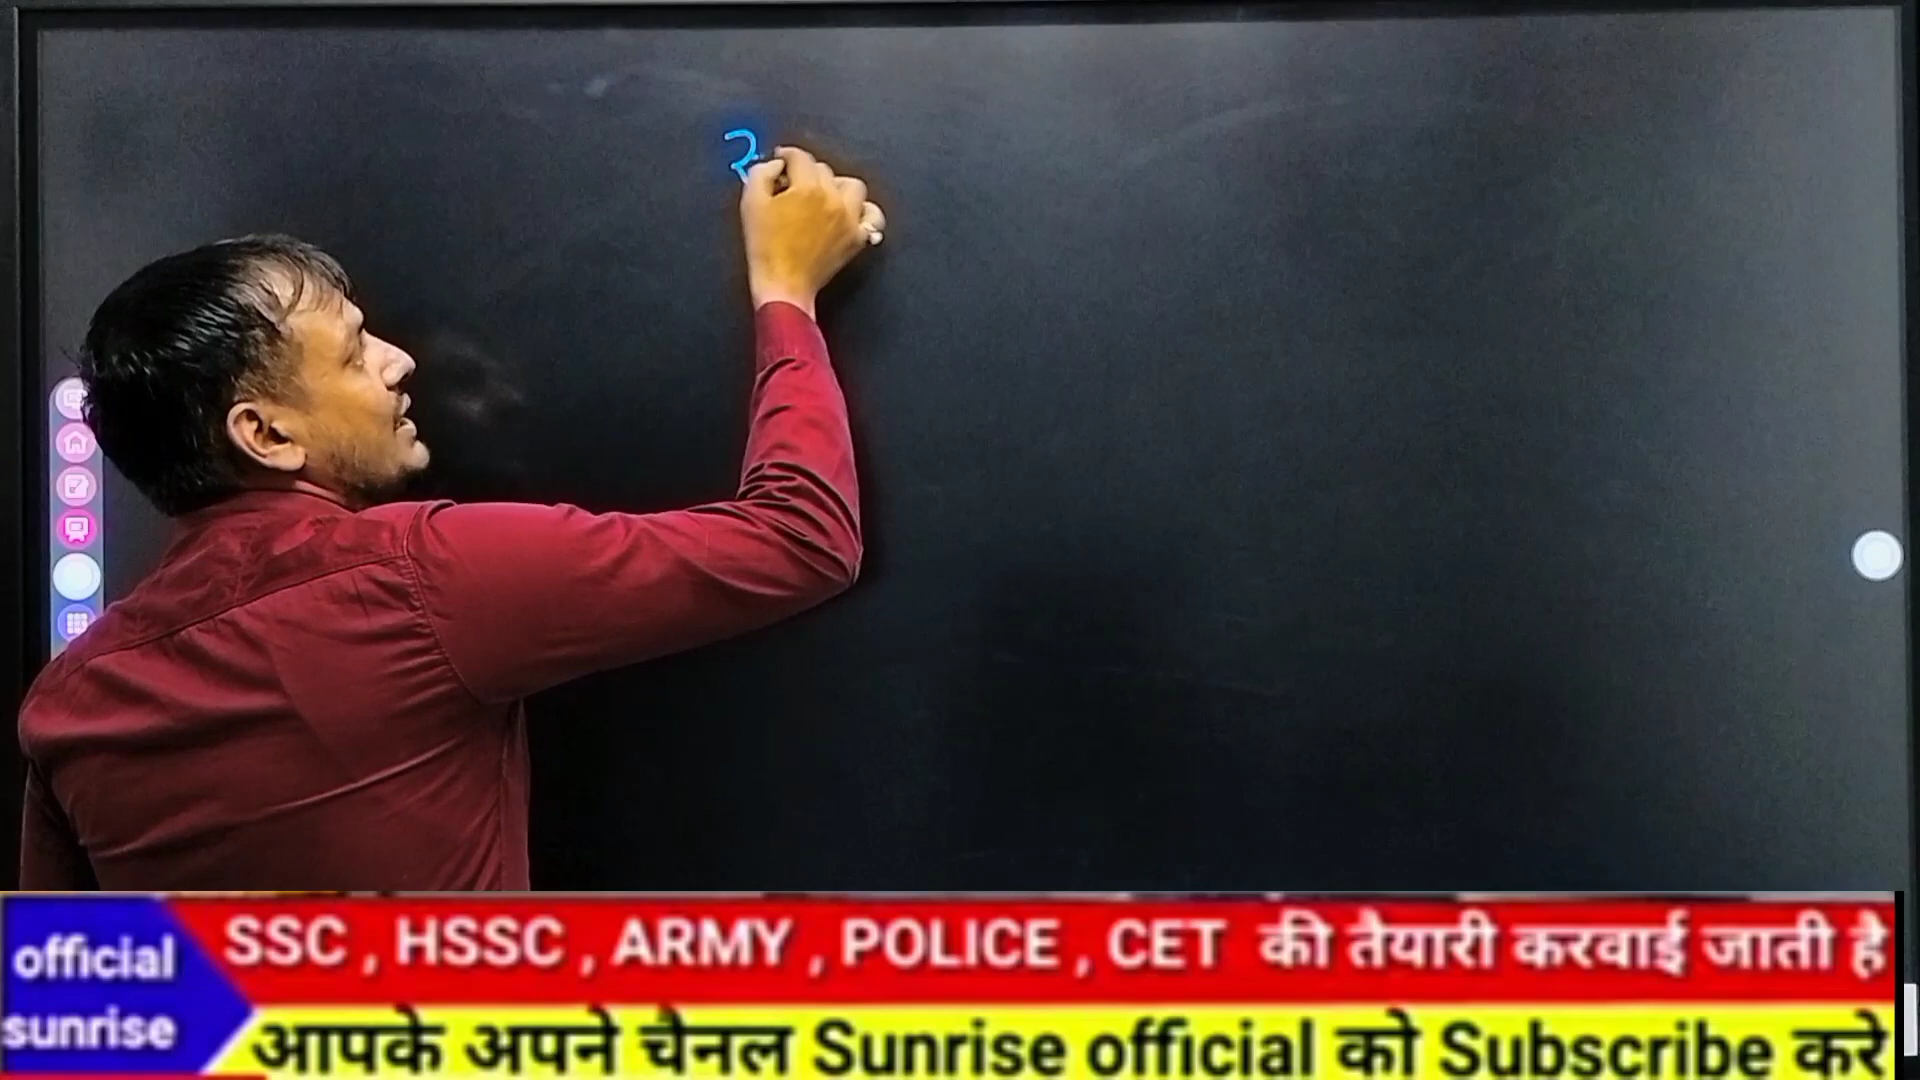 स
official
sunrise
SSC , HSSC , ARMY , POLICE , CET की तैयारी करवाई जाती है
आपके अपने चैनल Sunrise official को Subscribe करे